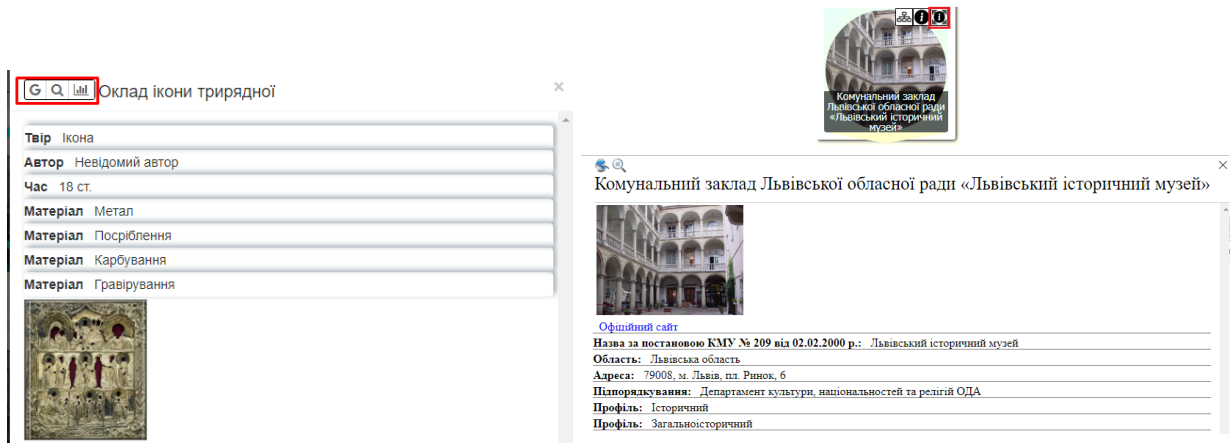 Оклад ікони трирядної
Твір Ікона
Автор Невідомий автор
Час 18 ст.
Матеріал Метал
Матеріал Посріблення
Матеріал Карбування
Матеріал Гравірування
Комунальний заклад
Львівської обласної ради
«Львівський історичний
музей»
Комунальний заклад Львівської обласної ради «Львівський історичний музей»
Офіційний сайт
Назва за постановою КМУ № 209 від 02.02.2000 р.: Львівський історичний музей
Область: Львівська область
Адреса: 79008, м. Львів, пл. Ринок, 6
Підпорядкування: Департамент культури, національностей та релігій ОДА
Профіль: Історичний
Профіль: Загальноісторичний